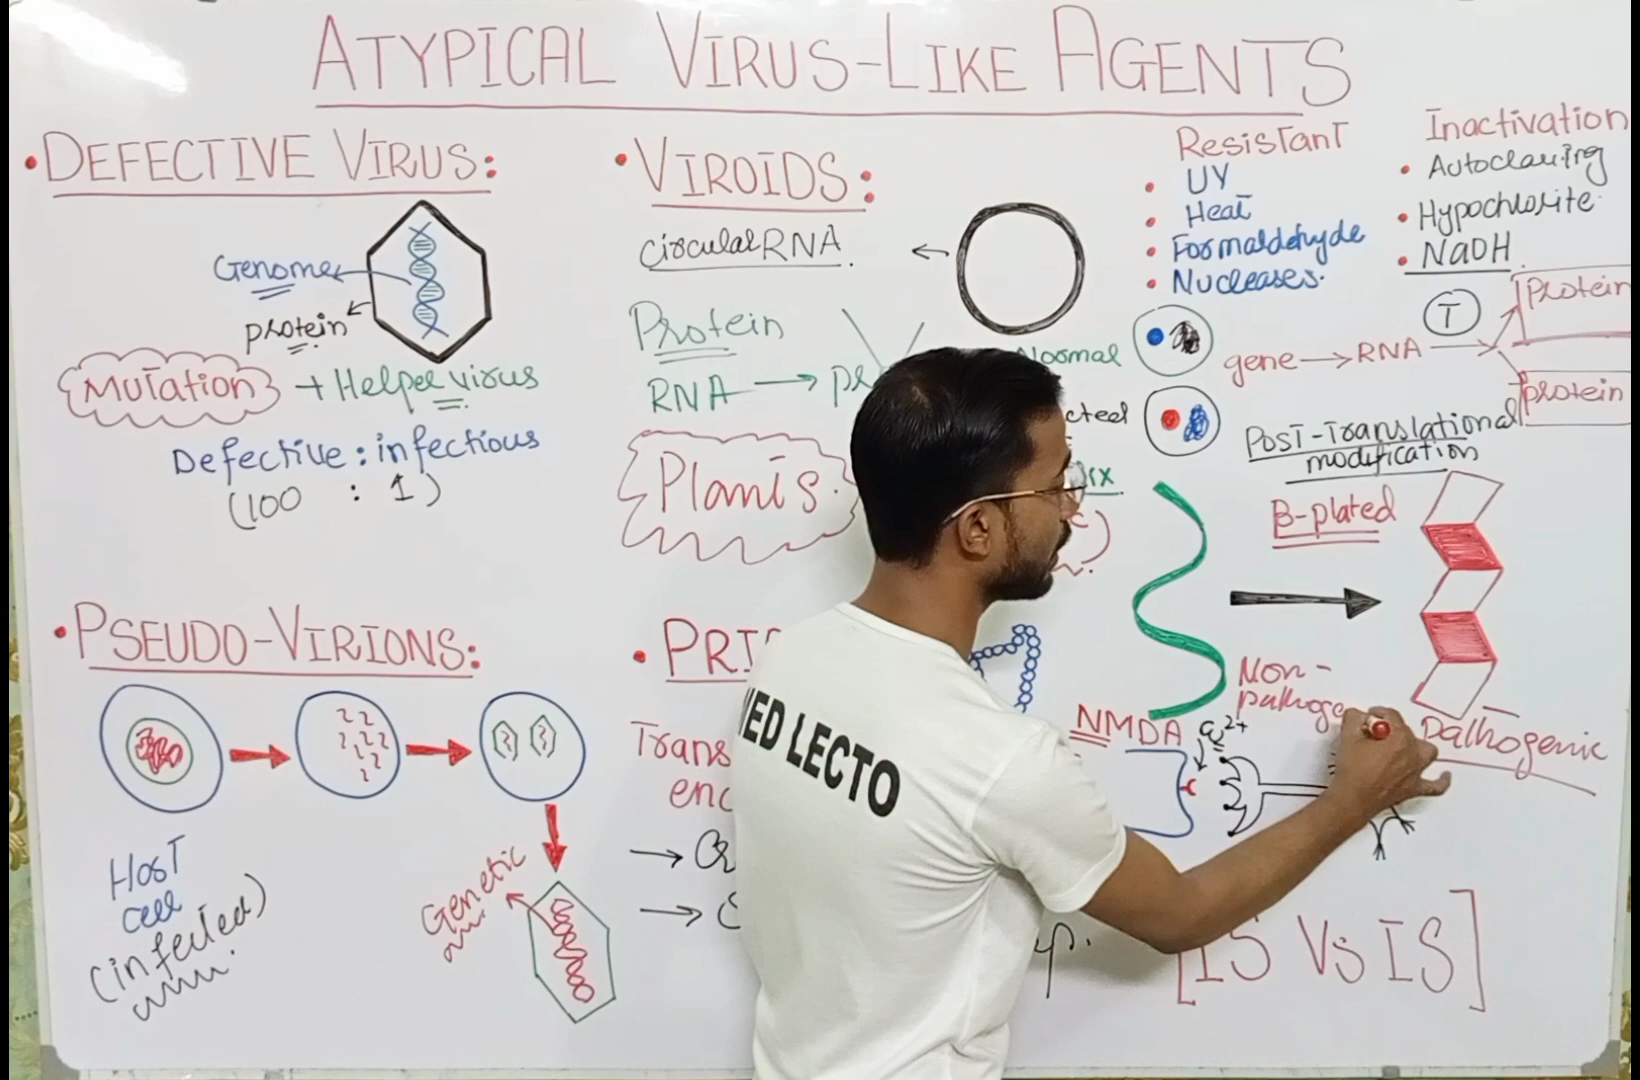 ATYPICAL VIRUS-LIKE AGENTS
• DEFECTIVE VIRUS:
Genome
protein
Mutation + Helper virus
Defective : infectious
(100 : 1)
• VIROIDS:
circular RNA
Protein
RNA
Plants
Normal
Resistant
• UV
• Heat
• Formaldehyde
• Nucleases.
Inactivation
• Autoclaving
• Hypochlorite
• NaOH
gene → RNA
T
Protein
protein
Post-Translational
modification
B-plated
Non-
Pathogenic
• PSEUDO-VIRIONS:
Host
cell
(infected)
Genetic
NMDA
[IS Vs IS]
MED LECTO